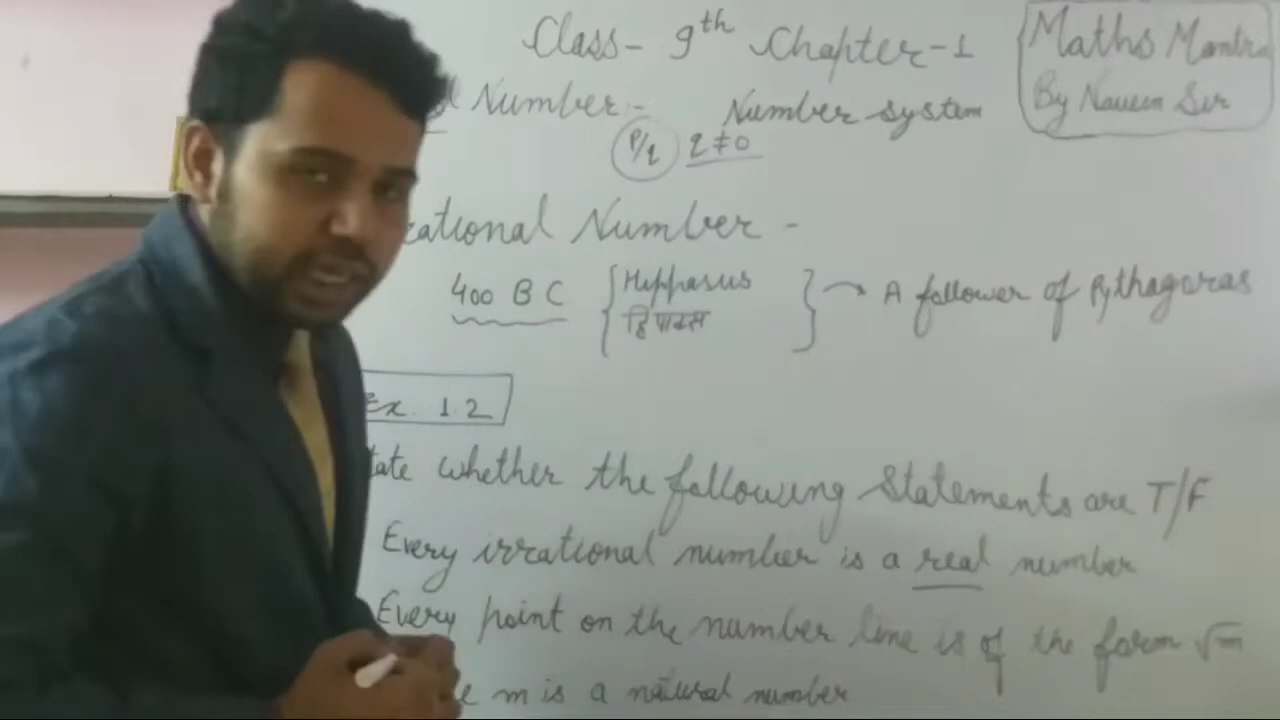 Class- 9th Chapter-1
Maths Mantra
By Naveen Sir
Number:-
Number system
P/q q≠0
rational Number -
400 B C { Hippasus हिपाक्स } → A follower of Pythagoras
Ex. 1.2
tate whether the following Statements are T/F
Every irrational number is a real number
Every point on the number line is of the form √m
e m is a natural number